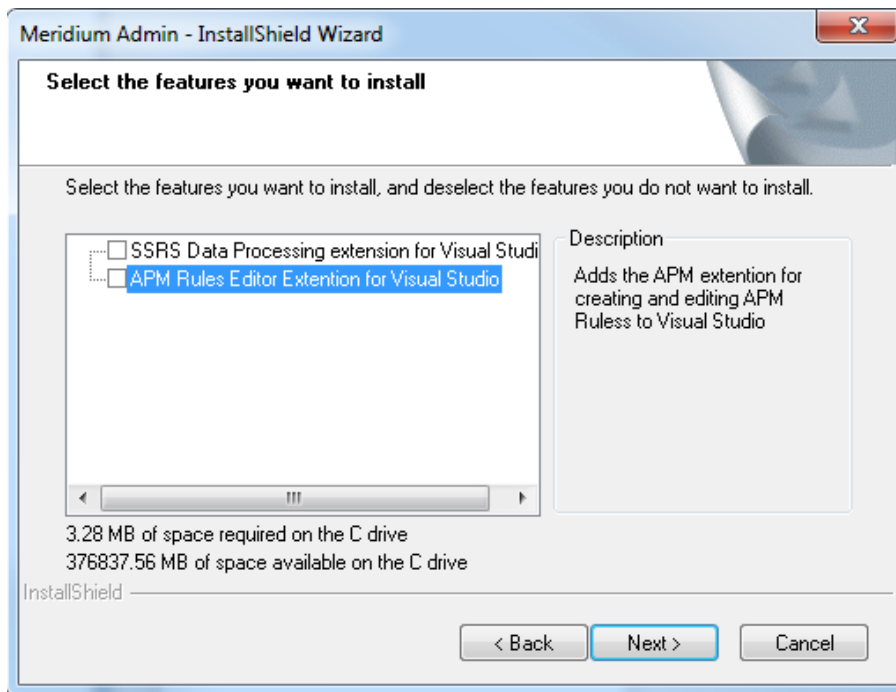 Meridium Admin - InstallShield Wizard
Select the features you want to install
Select the features you want to install, and deselect the features you do not want to install.
SSRS Data Processing extension for Visual Studi
APM Rules Editor Extention for Visual Studio
Description
Adds the APM extention for
creating and editing APM
Ruless to Visual Studio
3.28 MB of space required on the C drive
376837.56 MB of space available on the C drive
InstallShield
< Back
Next >
Cancel